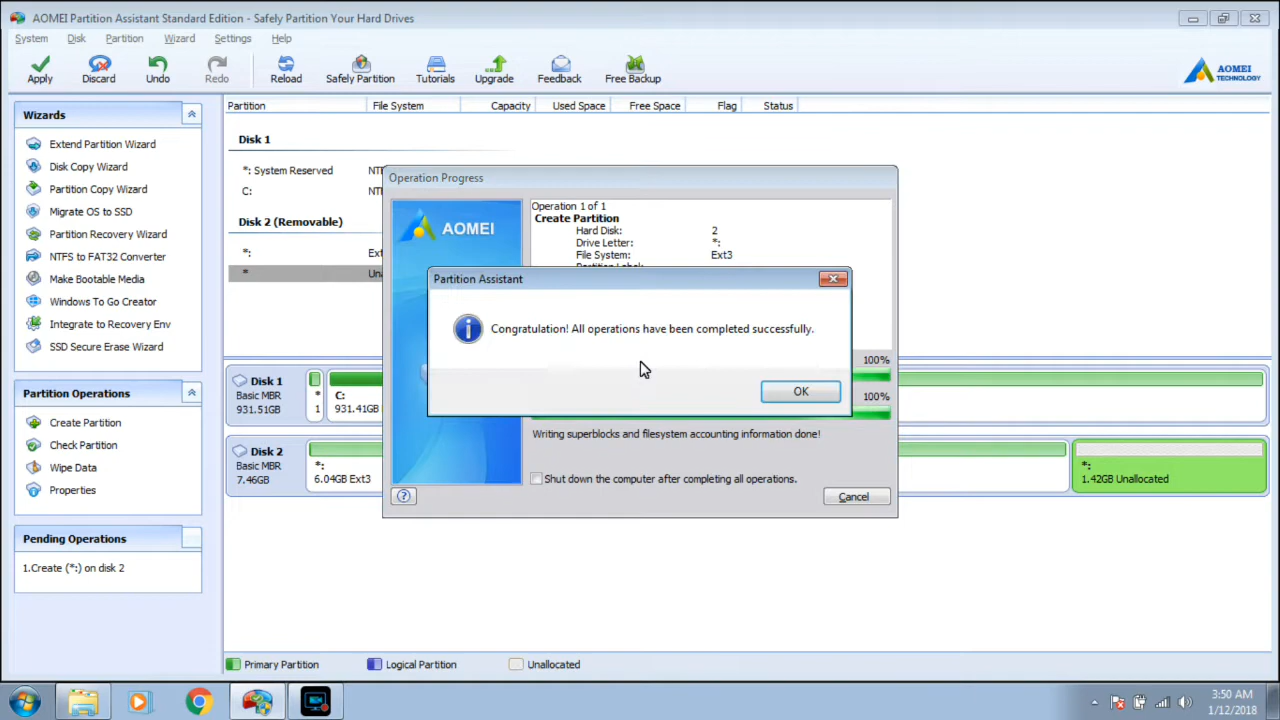 AOMEI Partition Assistant Standard Edition - Safely Partition Your Hard Drives
System Disk Partition Wizard Settings Help
Apply Discard Undo Redo Reload Safely Partition Tutorials Upgrade Feedback Free Backup
AOMEI
TECHNOLOGY
Wizards
Extend Partition Wizard
Disk Copy Wizard
Partition Copy Wizard
Migrate OS to SSD
Partition Recovery Wizard
NTFS to FAT32 Converter
Make Bootable Media
Windows To Go Creator
Integrate to Recovery Env
SSD Secure Erase Wizard
Partition Operations
Create Partition
Check Partition
Wipe Data
Properties
Pending Operations
1.Create (*:) on disk 2
Partition File System Capacity Used Space Free Space Flag Status
Disk 1
*: System Reserved
C:
Disk 2 (Removable)
*:
*
Operation Progress
AOMEI
Operation 1 of 1
Create Partition
Hard Disk: 2
Drive Letter: *:
File System: Ext3
Partition Assistant
Congratulation! All operations have been completed successfully.
OK
100%
100%
Writing superblocks and filesystem accounting information done!
Shut down the computer after completing all operations.
Cancel
Disk 1
Basic MBR
931.51GB
*
1
C:
931.41GB
Disk 2
Basic MBR
7.46GB
*:
6.04GB Ext3
*:
1.42GB Unallocated
Primary Partition Logical Partition Unallocated
3:50 AM
1/12/2018